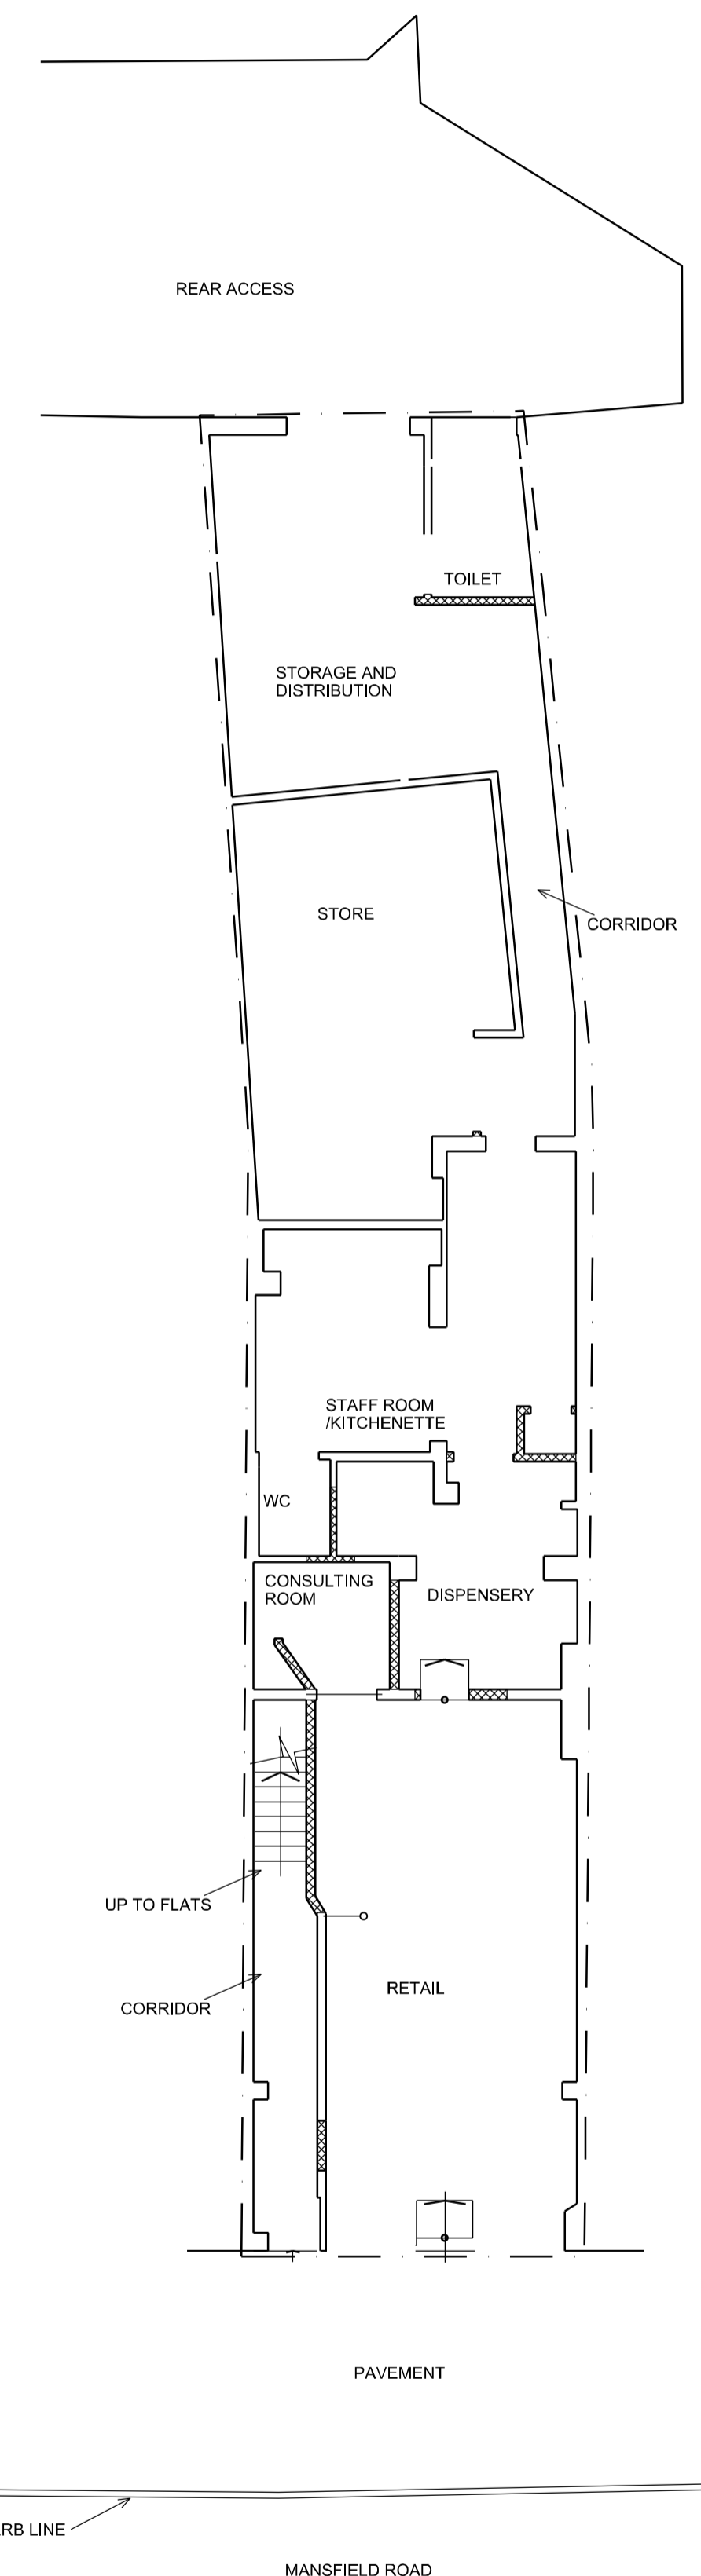 REAR ACCESS
TOILET
STORAGE AND
DISTRIBUTION
STORE
CORRIDOR
STAFF ROOM
/KITCHENETTE
WC
CONSULTING
ROOM
DISPENSERY
UP TO FLATS
RETAIL
CORRIDOR
PAVEMENT
RB LINE
MANSFIELD ROAD